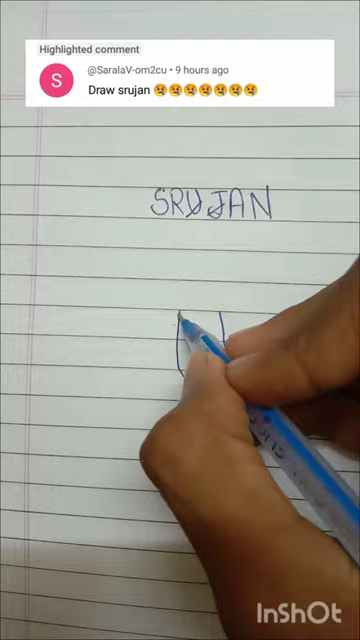 Highlighted comment
S
@SaralaV-om2cu • 9 hours ago
Draw srujan 😢😢😢😢😢😢😢
SRUJAN
InShOt